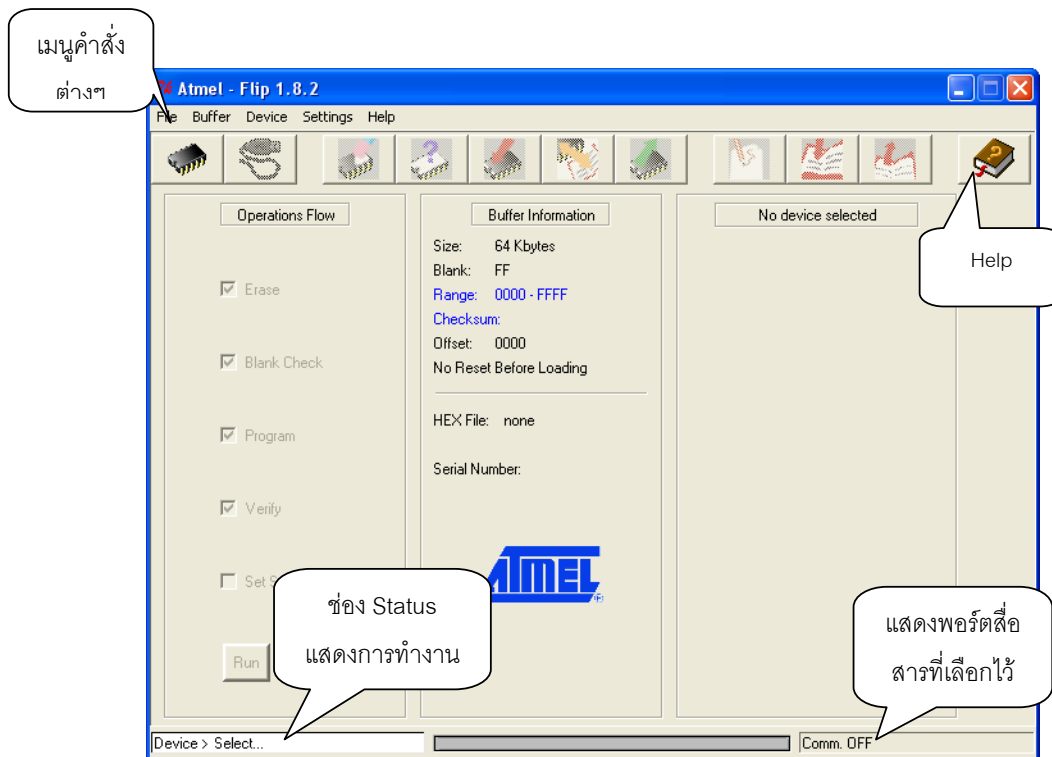 เมนูคำสั่ง
ต่างๆ
Atmel - Flip 1.8.2
File Buffer Device Settings Help
Operations Flow
Erase
Blank Check
Program
Verify
Set S
Run
Buffer Information
Size: 64 Kbytes
Blank: FF
Range: 0000 - FFFF
Checksum:
Offset: 0000
No Reset Before Loading
HEX File: none
Serial Number:
ATMEL
No device selected
Help
ช่อง Status
แสดงการทำงาน
แสดงพอร์ตสื่อ
สารที่เลือกไว้
Device > Select...
Comm. OFF